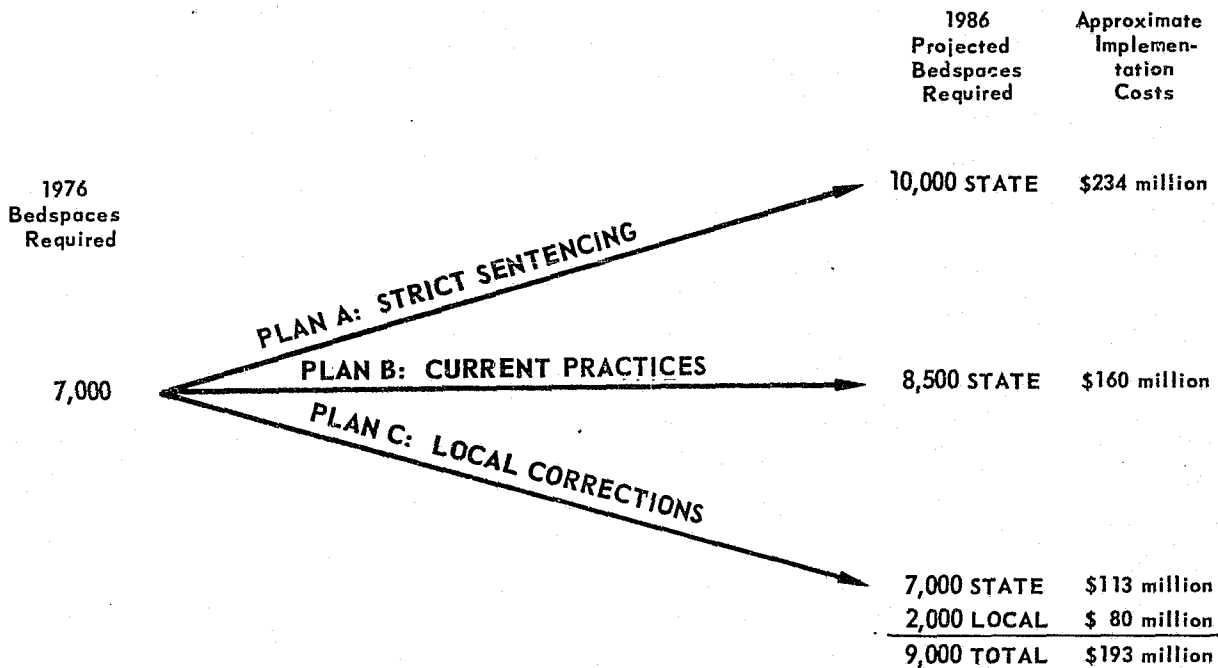 1986
Projected
Bedspaces
Required
Approximate
Implemen-
tation
Costs
1976
Bedspaces
Required
10,000 STATE $234 million
PLAN A: STRICT SENTENCING
7,000
PLAN B: CURRENT PRACTICES
8,500 STATE $160 million
PLAN C: LOCAL CORRECTIONS
7,000 STATE $113 million
2,000 LOCAL $ 80 million
9,000 TOTAL $193 million